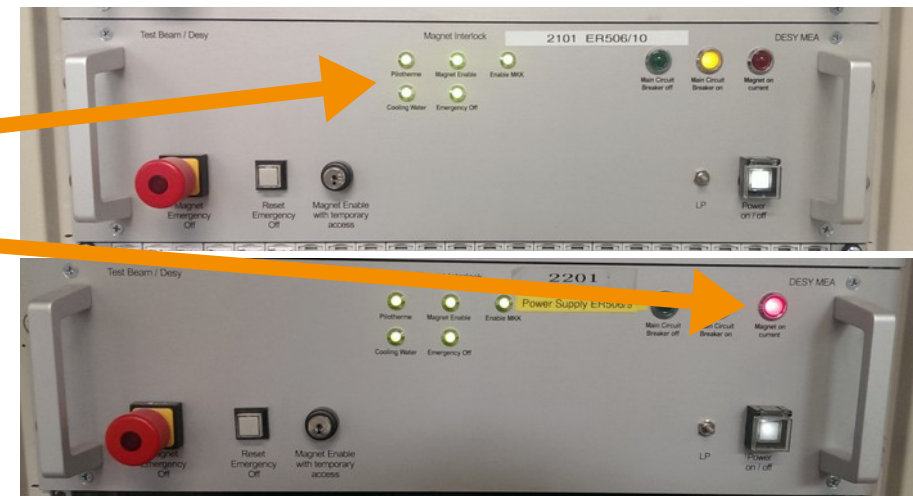 Test Beam / Desy
Magnet Interlock
2101 ER506/10
DESY MEA
Pilotherme
Magnet Enable
Enable MKK
Main Circuit
Breaker off
Main Circuit
Breaker on
Magnet on
current
Cooling Water
Emergency Off
Magnet
Emergency
Off
Reset
Emergency
Off
Magnet Enable
with temporary
access
LP
Power
on / off
Test Beam / Desy
2201
DESY MEA
Pilotherme
Magnet Enable
Enable MKK
Power Supply ER506/9
Main Circuit
Breaker off
Main Circuit
Breaker on
Magnet on
current
Cooling Water
Emergency Off
Magnet
Emergency
Off
Reset
Emergency
Off
Magnet Enable
with temporary
access
LP
Power
on / off